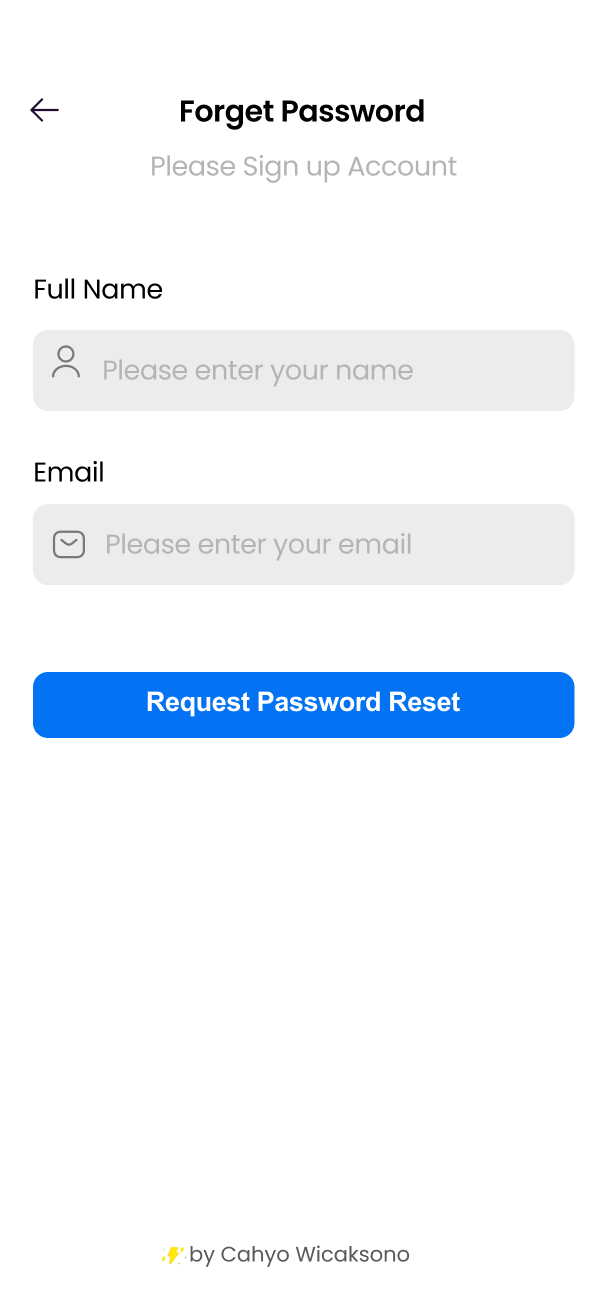 Forget Password
Please Sign up Account
Full Name
Please enter your name
Email
Please enter your email
Request Password Reset
by Cahyo Wicaksono